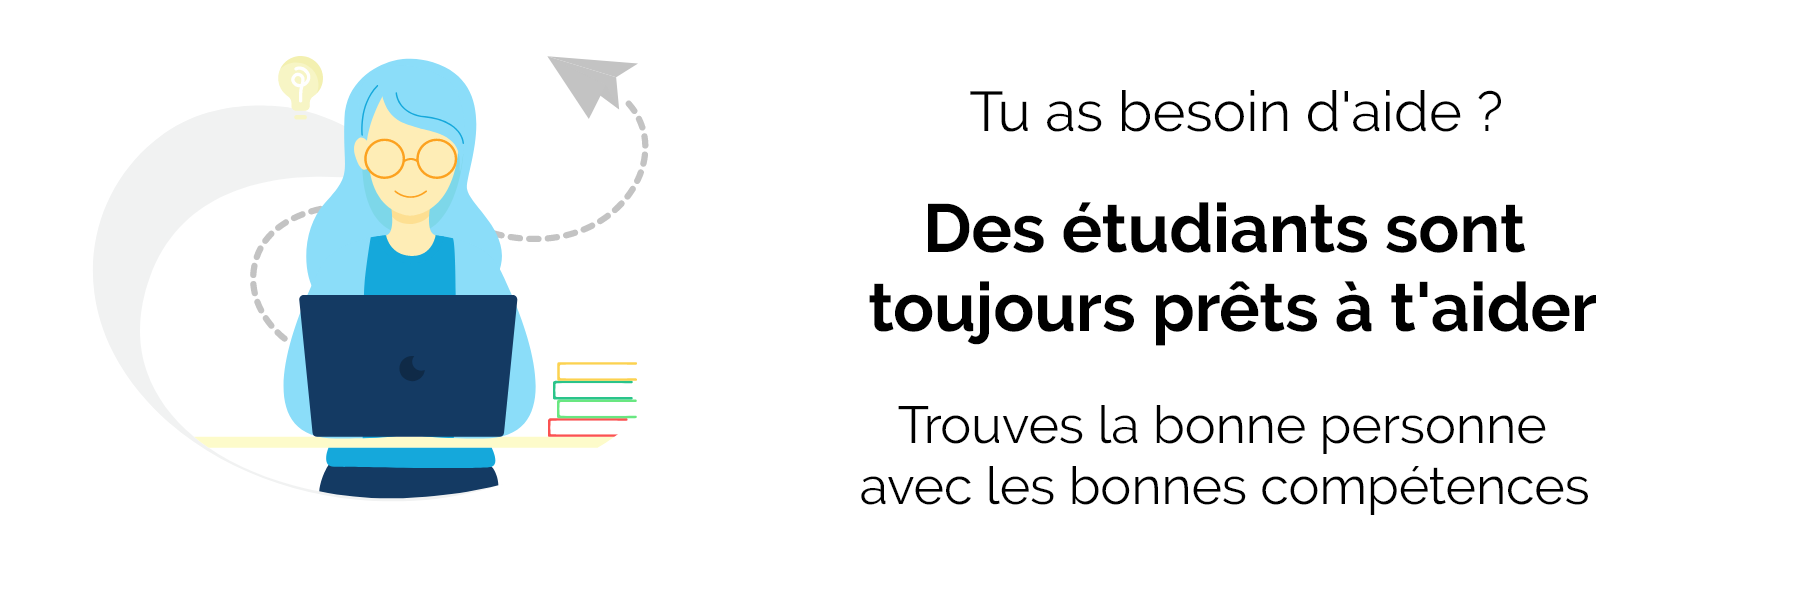 Tu as besoin d'aide ?
Des étudiants sont
toujours prêts à t'aider
Trouves la bonne personne
avec les bonnes compétences